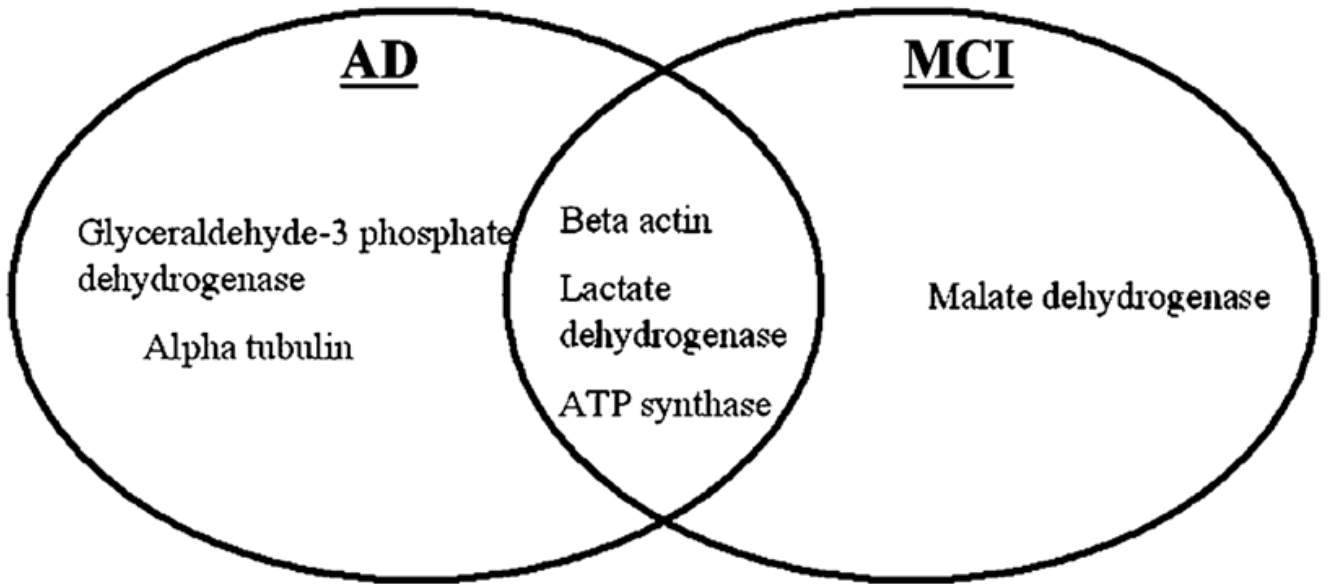 AD
MCI
Glyceraldehyde-3 phosphate
dehydrogenase
Alpha tubulin
Beta actin
Lactate
dehydrogenase
ATP synthase
Malate dehydrogenase